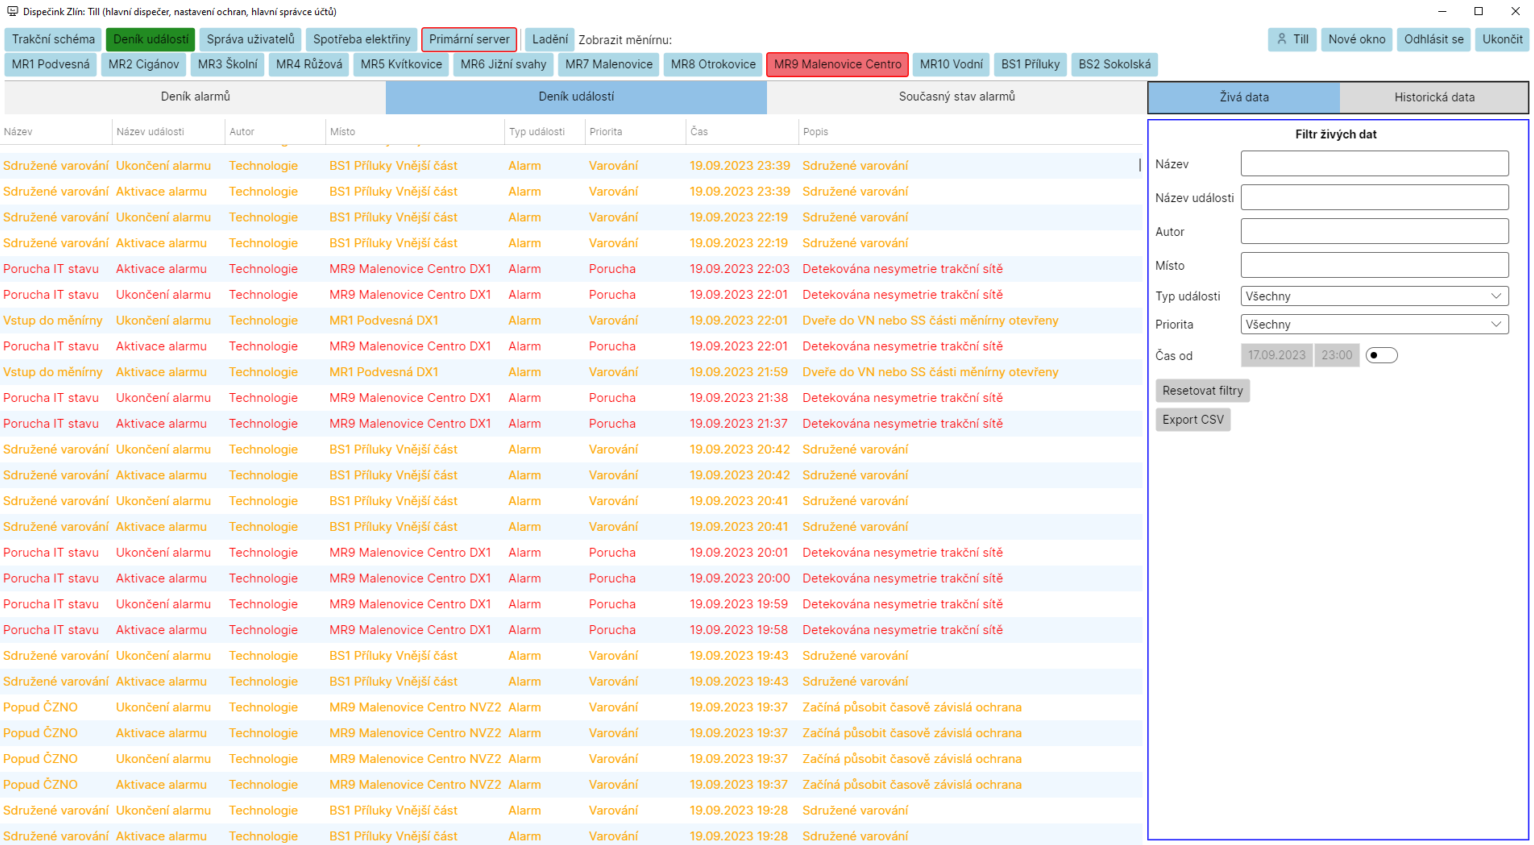 Dispečink Zlín: Till (hlavní dispečer, nastavení ochran, hlavní správce účtů)
Trakční schéma Deník událostí Správa uživatelů Spotřeba elektřiny Primární server Ladění Zobrazit měnírnu: Till Nové okno Odhlásit se Ukončit
MR1 Podvesná MR2 Cigánov MR3 Školní MR4 Růžová MR5 Kvítkovice MR6 Jižní svahy MR7 Malenovice MR8 Otrokovice MR9 Malenovice Centro MR10 Vodní BS1 Příluky BS2 Sokolská
Deník alarmů Deník událostí Současný stav alarmů Živá data Historická data
Název Název události Autor Místo Typ události Priorita Čas Popis
Sdružené varování Ukončení alarmu Technologie BS1 Příluky Vnější část Alarm Varování 19.09.2023 23:39 Sdružené varování
Sdružené varování Aktivace alarmu Technologie BS1 Příluky Vnější část Alarm Varování 19.09.2023 23:39 Sdružené varování
Sdružené varování Ukončení alarmu Technologie BS1 Příluky Vnější část Alarm Varování 19.09.2023 22:19 Sdružené varování
Sdružené varování Aktivace alarmu Technologie BS1 Příluky Vnější část Alarm Varování 19.09.2023 22:19 Sdružené varování
Porucha IT stavu Aktivace alarmu Technologie MR9 Malenovice Centro DX1 Alarm Porucha 19.09.2023 22:03 Detekována nesymetrie trakční sítě
Porucha IT stavu Ukončení alarmu Technologie MR9 Malenovice Centro DX1 Alarm Porucha 19.09.2023 22:01 Detekována nesymetrie trakční sítě
Vstup do měnírny Ukončení alarmu Technologie MR1 Podvesná DX1 Alarm Varování 19.09.2023 22:01 Dveře do VN nebo SS části měnírny otevřeny
Porucha IT stavu Aktivace alarmu Technologie MR9 Malenovice Centro DX1 Alarm Porucha 19.09.2023 22:01 Detekována nesymetrie trakční sítě
Vstup do měnírny Aktivace alarmu Technologie MR1 Podvesná DX1 Alarm Varování 19.09.2023 21:59 Dveře do VN nebo SS části měnírny otevřeny
Porucha IT stavu Ukončení alarmu Technologie MR9 Malenovice Centro DX1 Alarm Porucha 19.09.2023 21:38 Detekována nesymetrie trakční sítě
Porucha IT stavu Aktivace alarmu Technologie MR9 Malenovice Centro DX1 Alarm Porucha 19.09.2023 21:37 Detekována nesymetrie trakční sítě
Sdružené varování Ukončení alarmu Technologie BS1 Příluky Vnější část Alarm Varování 19.09.2023 20:42 Sdružené varování
Sdružené varování Aktivace alarmu Technologie BS1 Příluky Vnější část Alarm Varování 19.09.2023 20:42 Sdružené varování
Sdružené varování Ukončení alarmu Technologie BS1 Příluky Vnější část Alarm Varování 19.09.2023 20:41 Sdružené varování
Sdružené varování Aktivace alarmu Technologie BS1 Příluky Vnější část Alarm Varování 19.09.2023 20:41 Sdružené varování
Porucha IT stavu Ukončení alarmu Technologie MR9 Malenovice Centro DX1 Alarm Porucha 19.09.2023 20:01 Detekována nesymetrie trakční sítě
Porucha IT stavu Aktivace alarmu Technologie MR9 Malenovice Centro DX1 Alarm Porucha 19.09.2023 20:00 Detekována nesymetrie trakční sítě
Porucha IT stavu Ukončení alarmu Technologie MR9 Malenovice Centro DX1 Alarm Porucha 19.09.2023 19:59 Detekována nesymetrie trakční sítě
Porucha IT stavu Aktivace alarmu Technologie MR9 Malenovice Centro DX1 Alarm Porucha 19.09.2023 19:58 Detekována nesymetrie trakční sítě
Sdružené varování Ukončení alarmu Technologie BS1 Příluky Vnější část Alarm Varování 19.09.2023 19:43 Sdružené varování
Sdružené varování Aktivace alarmu Technologie BS1 Příluky Vnější část Alarm Varování 19.09.2023 19:43 Sdružené varování
Popud ČZNO Ukončení alarmu Technologie MR9 Malenovice Centro NVZ2 Alarm Varování 19.09.2023 19:37 Začíná působit časově závislá ochrana
Popud ČZNO Aktivace alarmu Technologie MR9 Malenovice Centro NVZ2 Alarm Varování 19.09.2023 19:37 Začíná působit časově závislá ochrana
Popud ČZNO Ukončení alarmu Technologie MR9 Malenovice Centro NVZ2 Alarm Varování 19.09.2023 19:37 Začíná působit časově závislá ochrana
Popud ČZNO Aktivace alarmu Technologie MR9 Malenovice Centro NVZ2 Alarm Varování 19.09.2023 19:37 Začíná působit časově závislá ochrana
Sdružené varování Ukončení alarmu Technologie BS1 Příluky Vnější část Alarm Varování 19.09.2023 19:28 Sdružené varování
Sdružené varování Aktivace alarmu Technologie BS1 Příluky Vnější část Alarm Varování 19.09.2023 19:28 Sdružené varování
Filtr živých dat
Název
Název události
Autor
Místo
Typ události Všechny
Priorita Všechny
Čas od 17.09.2023 23:00
Resetovat filtry
Export CSV